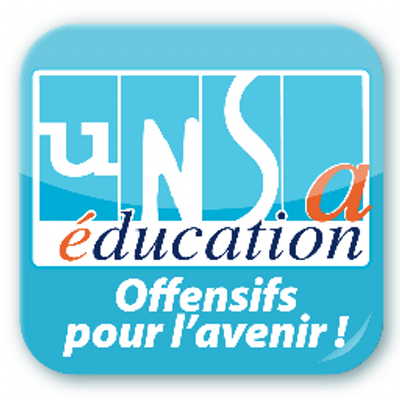 uNSa
éducation
Offensifs
pour l'avenir !